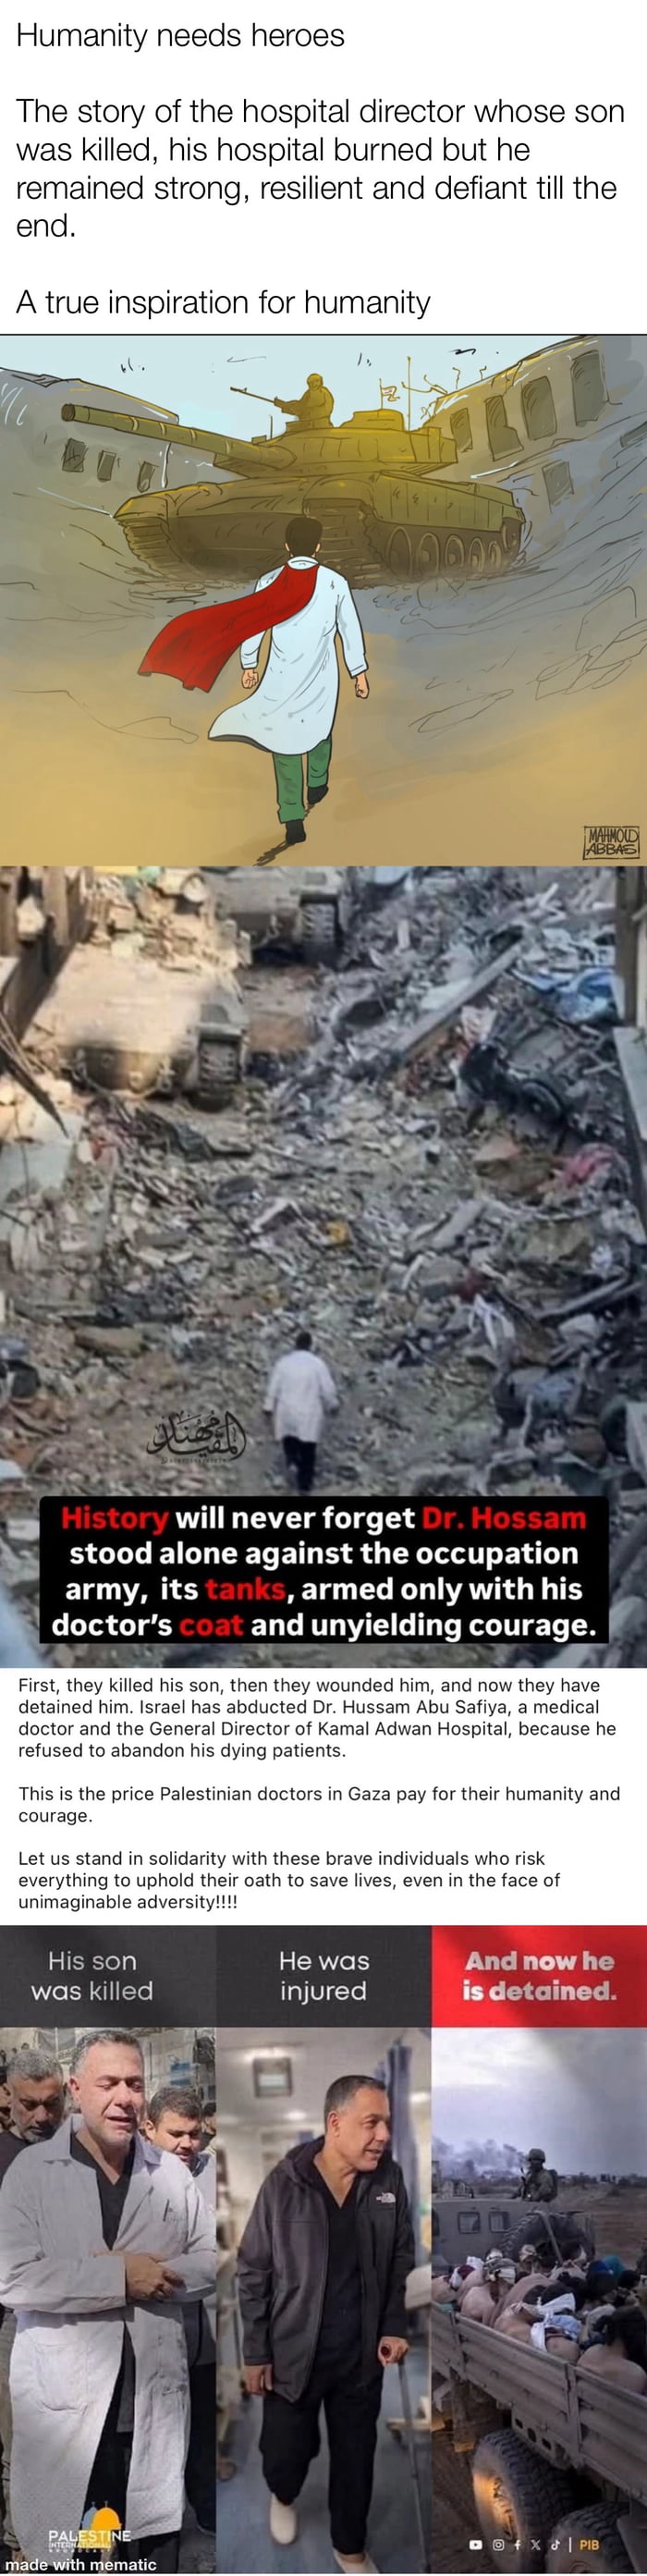 Humanity needs heroes
The story of the hospital director whose son
was killed, his hospital burned but he
remained strong, resilient and defiant till the
end.
A true inspiration for humanity
MAHMOUD
ABBAS
History will never forget Dr. Hossam
stood alone against the occupation
army, its tanks, armed only with his
doctor's coat and unyielding courage.
First, they killed his son, then they wounded him, and now they have
detained him. Israel has abducted Dr. Hussam Abu Safiya, a medical
doctor and the General Director of Kamal Adwan Hospital, because he
refused to abandon his dying patients.
This is the price Palestinian doctors in Gaza pay for their humanity and
courage.
Let us stand in solidarity with these brave individuals who risk
everything to uphold their oath to save lives, even in the face of
unimaginable adversity!!!!
His son
was killed
He was
injured
And now he
is detained.
PALESTINE
INTERNATIONAL
BROADCAST
| PIB
made with mematic